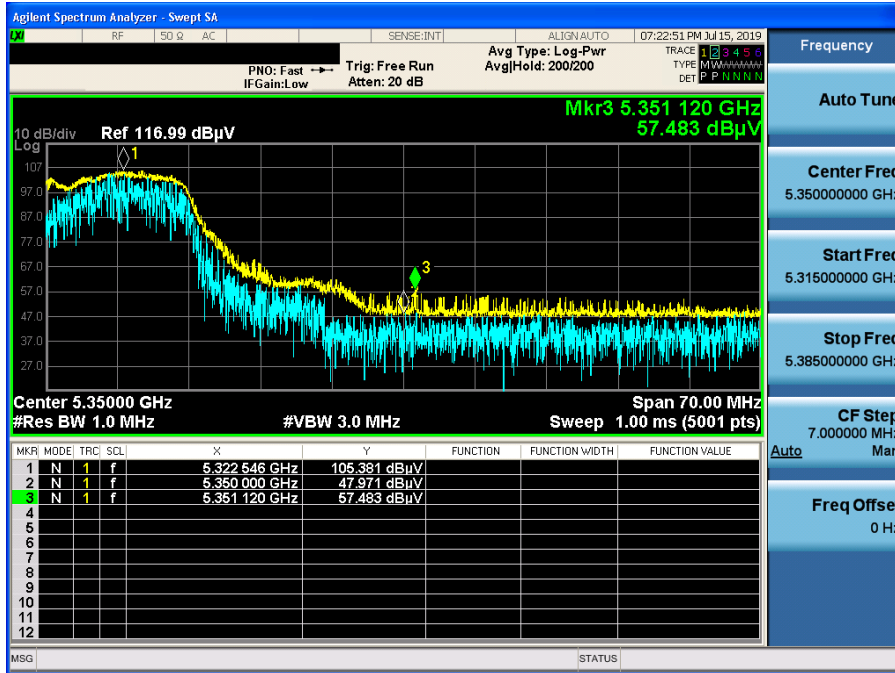 Agilent Spectrum Analyzer - Swept SA
LXI RF 50 Ω AC SENSE:INT ALIGN AUTO 07:22:51 PM Jul 15, 2019
Frequency
PNO: Fast Trig: Free Run Avg Type: Log-Pwr TRACE 1 2 3 4 5 6
IFGain:Low Atten: 20 dB Avg|Hold: 200/200 TYPE MWWWWW
DET P P N N N N
Auto Tune
Mkr3 5.351 120 GHz
57.483 dBµV
10 dB/div Ref 116.99 dBµV
Log
1
107
97.0
87.0
77.0
67.0
57.0
47.0
37.0
27.0
3
Center Freq
5.350000000 GHz
Start Freq
5.315000000 GHz
Stop Freq
5.385000000 GHz
Center 5.35000 GHz Span 70.00 MHz
#Res BW 1.0 MHz #VBW 3.0 MHz Sweep 1.00 ms (5001 pts)
CF Step
7.000000 MHz
Auto Man
Freq Offset
0 Hz
MKR MODE TRC SCL X Y FUNCTION FUNCTION WIDTH FUNCTION VALUE
1 N 1 f 5.322 546 GHz 105.381 dBµV
2 N 1 f 5.350 000 GHz 47.971 dBµV
3 N 1 f 5.351 120 GHz 57.483 dBµV
4
5
6
7
8
9
10
11
12
MSG STATUS